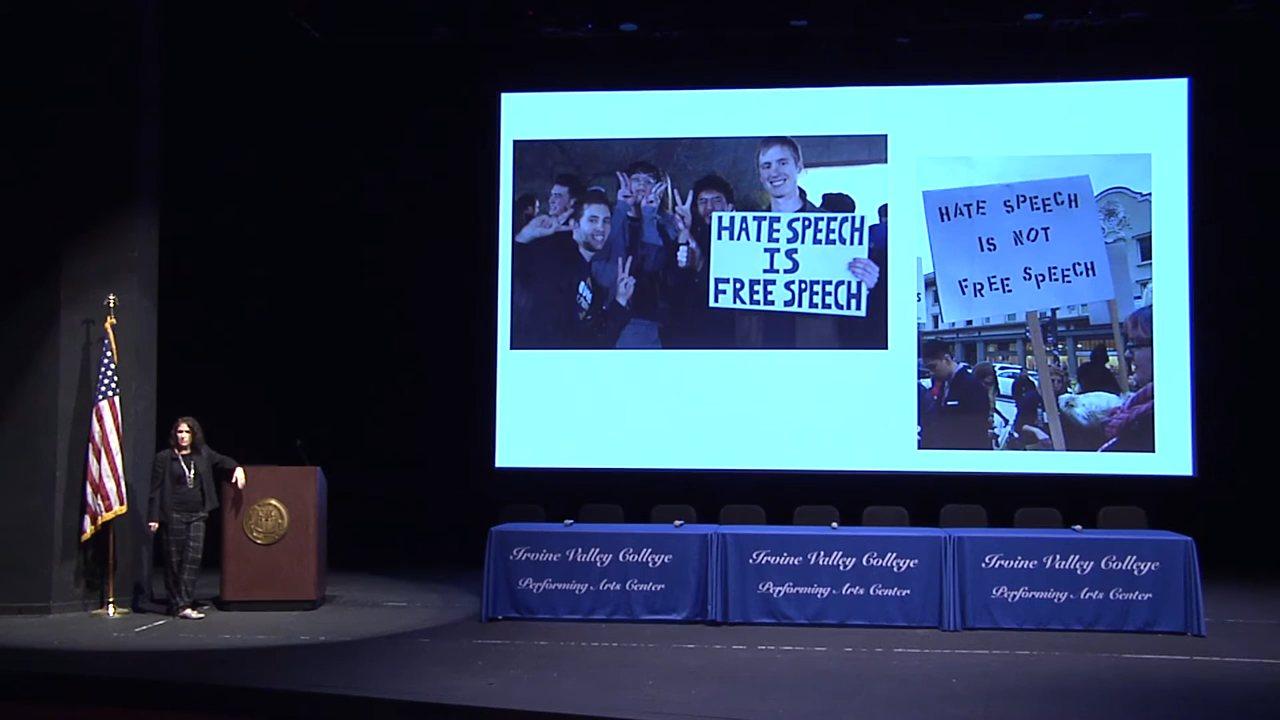 HATE SPEECH
IS
FREE SPEECH
HATE SPEECH
IS NOT
FREE SPEECH
Irvine Valley College
Performing Arts Center
Irvine Valley College
Performing Arts Center
Irvine Valley College
Performing Arts Center